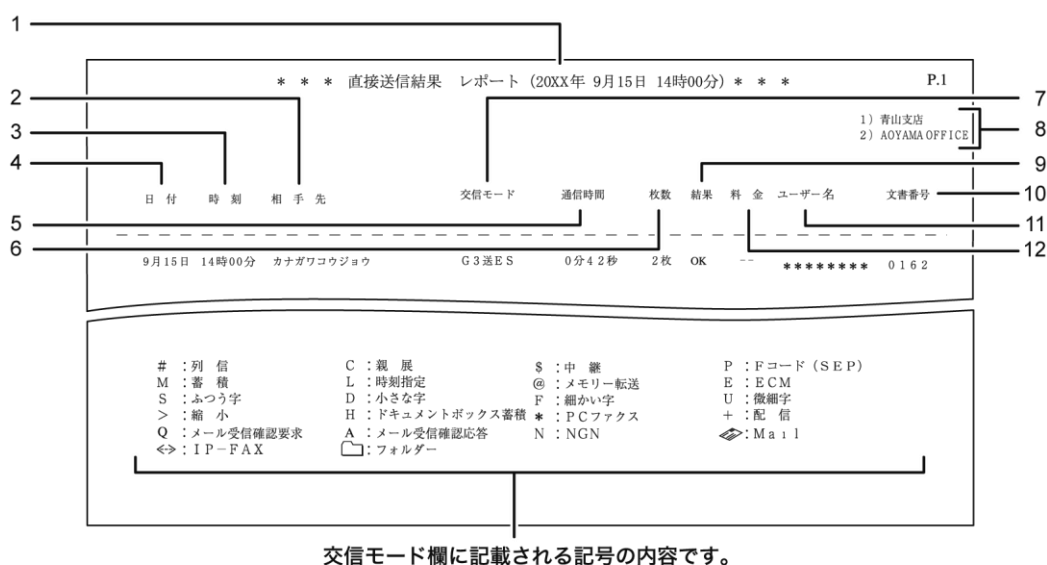 1
* * * 直接送信結果 レポート (20XX年 9月15日 14時00分) * * * P.1
2
7
3
1) 青山支店
8
2) AOYAMA OFFICE
4
9
日 付 時 刻 相 手 先 交信モード 通信時間 枚数 結果 料 金 ユーザー名 文書番号 10
5
11
6
12
9月15日 14時00分 カナガワコウジョウ G3送ES 0分42秒 2枚 OK -- ******** 0162
# :列 信 C :親 展 $ :中 継 P :Fコード(SEP)
M :蓄 積 L :時刻指定 @ :メモリー転送 E :ECM
S :ふつう字 D :小さな字 F :細かい字 U :微細字
> :縮 小 H :ドキュメントボックス蓄積 * :PCファクス + :配 信
Q :メール受信確認要求 A :メール受信確認応答 N :NGN :Mail
<->:IP-FAX :フォルダー
交信モード欄に記載される記号の内容です。